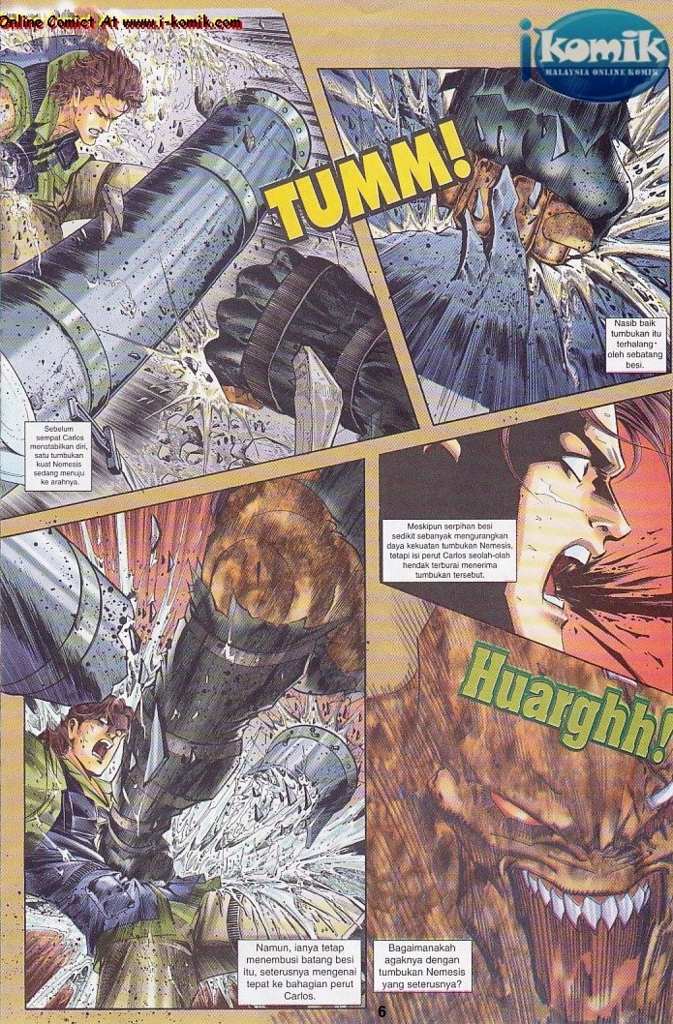 Online Comict At www.i-komik.com
ikomik
MALAYSIA ONLINE KOMIK
TUMM!
Nasib baik
tumbukan itu
terhalang
oleh sebatang
besi.
Sebelum
sempat Carlos
menstabilkan diri,
satu tumbukan
kuat Nemesis
sedang menuju
ke arahnya.
Meskipun serpihan besi
sedikit sebanyak mengurangkan
daya kekuatan tumbukan Nemesis,
tetapi isi perut Carlos seolah-olah
hendak terburai menerima
tumbukan tersebut.
Huarghh!
Namun, ianya tetap
menembusi batang besi
itu, seterusnya mengenai
tepat ke bahagian perut
Carlos.
Bagaimanakah
agaknya dengan
tumbukan Nemesis
yang seterusnya?
6